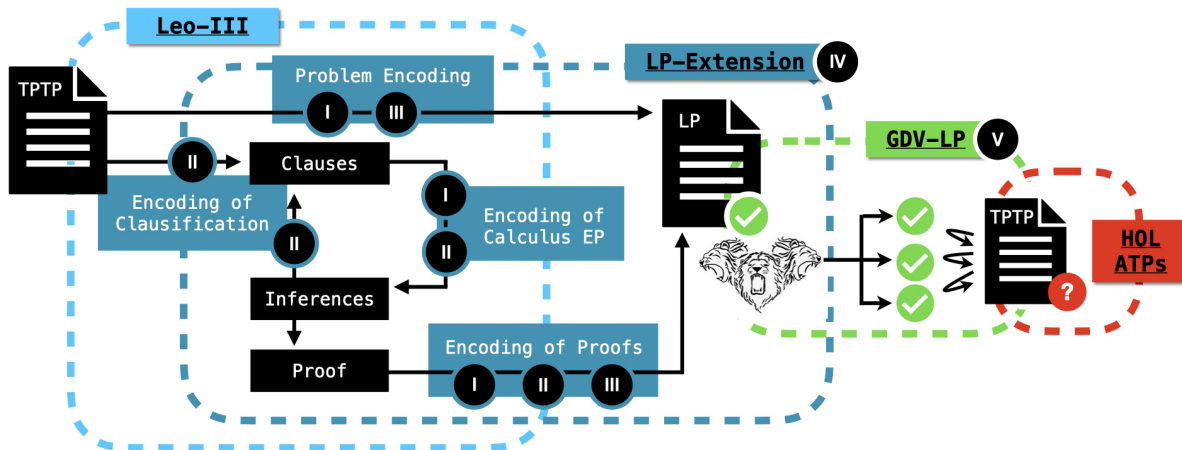 Leo-III
LP-Extension
IV
TPTP
Problem Encoding
I
III
LP
GDV-LP
V
II
Clauses
Encoding of
Clausification
II
I
II
Encoding of
Calculus EP
Inferences
Proof
Encoding of Proofs
I
II
III
TPTP
?
HOL
ATPs